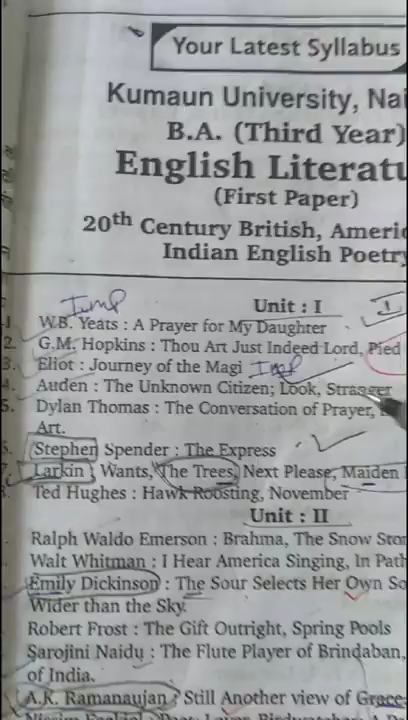 Your Latest Syllabus
Kumaun University, Nai
B.A. (Third Year)
English Literatu
(First Paper)
20th Century British, Americ
Indian English Poetry
Imp
Unit : I
1
W.B. Yeats : A Prayer for My Daughter
2. G.M. Hopkins : Thou Art Just Indeed Lord, Pied
3. Eliot : Journey of the Magi Imp
4. Auden : The Unknown Citizen; Look, Stranger
5. Dylan Thomas : The Conversation of Prayer,
Art.
Stephen Spender : The Express
7. Larkin : Wants, The Trees, Next Please, Maiden
Ted Hughes : Hawk Roosting, November
Unit : II
Ralph Waldo Emerson : Brahma, The Snow Stor
Walt Whitman : I Hear America Singing, In Path
Emily Dickinson : The Sour Selects Her Own So
Wider than the Sky.
Robert Frost : The Gift Outright, Spring Pools
Sarojini Naidu : The Flute Player of Brindaban,
of India.
A.K. Ramanaujan : Still Another view of Grace